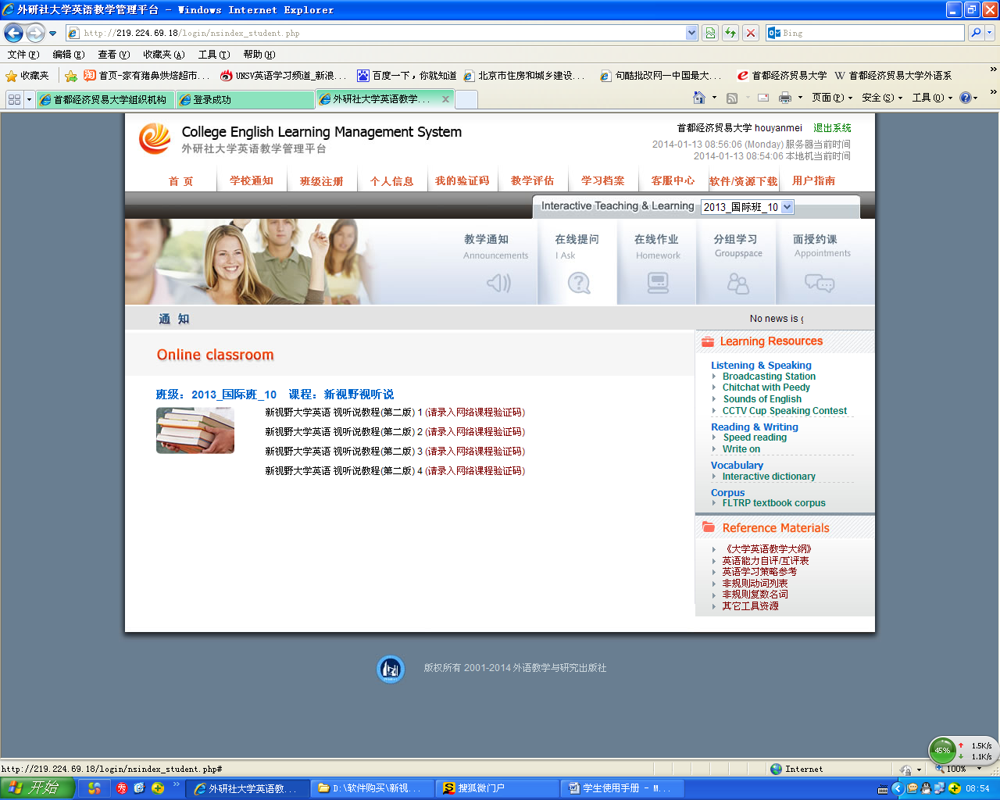 外研社大学英语教学管理平台 - Windows Internet Explorer
http://219.224.69.18/login/nsindex_student.php
Bing
文件(F) 编辑(E) 查看(V) 收藏夹(A) 工具(T) 帮助(H)
收藏夹 首页-家有猪鼻烘焙超市... UNSV英语学习频道_新浪... 百度一下，你就知道 北京市住房和城乡建设... 句酷批改网—中国最大... 首都经济贸易大学 首都经济贸易大学外语系
首都经济贸易大学组织机构 登录成功 外研社大学英语教学... 页面(P) 安全(S) 工具(O)
College English Learning Management System
外研社大学英语教学管理平台
首都经济贸易大学 houyanmei 退出系统
2014-01-13 08:56:06 (Monday) 服务器当前时间
2014-01-13 08:54:06 本地机当前时间
首 页 学校通知 班级注册 个人信息 我的验证码 教学评估 学习档案 客服中心 软件/资源下载 用户指南
Interactive Teaching & Learning 2013_国际班_10
教学通知 在线提问 在线作业 分组学习 面授约课
Announcements I Ask Homework Groupspace Appointments
通 知
No news is
Online classroom
班级：2013_国际班_10 课程：新视野视听说
新视野大学英语 视听说教程(第二版) 1 (请录入网络课程验证码)
新视野大学英语 视听说教程(第二版) 2 (请录入网络课程验证码)
新视野大学英语 视听说教程(第二版) 3 (请录入网络课程验证码)
新视野大学英语 视听说教程(第二版) 4 (请录入网络课程验证码)
Learning Resources
Listening & Speaking
Broadcasting Station
Chitchat with Peedy
Sounds of English
CCTV Cup Speaking Contest
Reading & Writing
Speed reading
Write on
Vocabulary
Interactive dictionary
Corpus
FLTRP textbook corpus
Reference Materials
《大学英语教学大纲》
英语能力自评/互评表
英语学习策略参考
非规则动词列表
非规则复数名词
其它工具资源
版权所有 2001-2014 外语教学与研究出版社
45% 1.5K/s
1.1K/s
http://219.224.69.18/login/nsindex_student.php# Internet 100%
开始 外研社大学英语教... D:\软件购买\新视... 搜狐微门户 学生使用手册 - M... 08:54